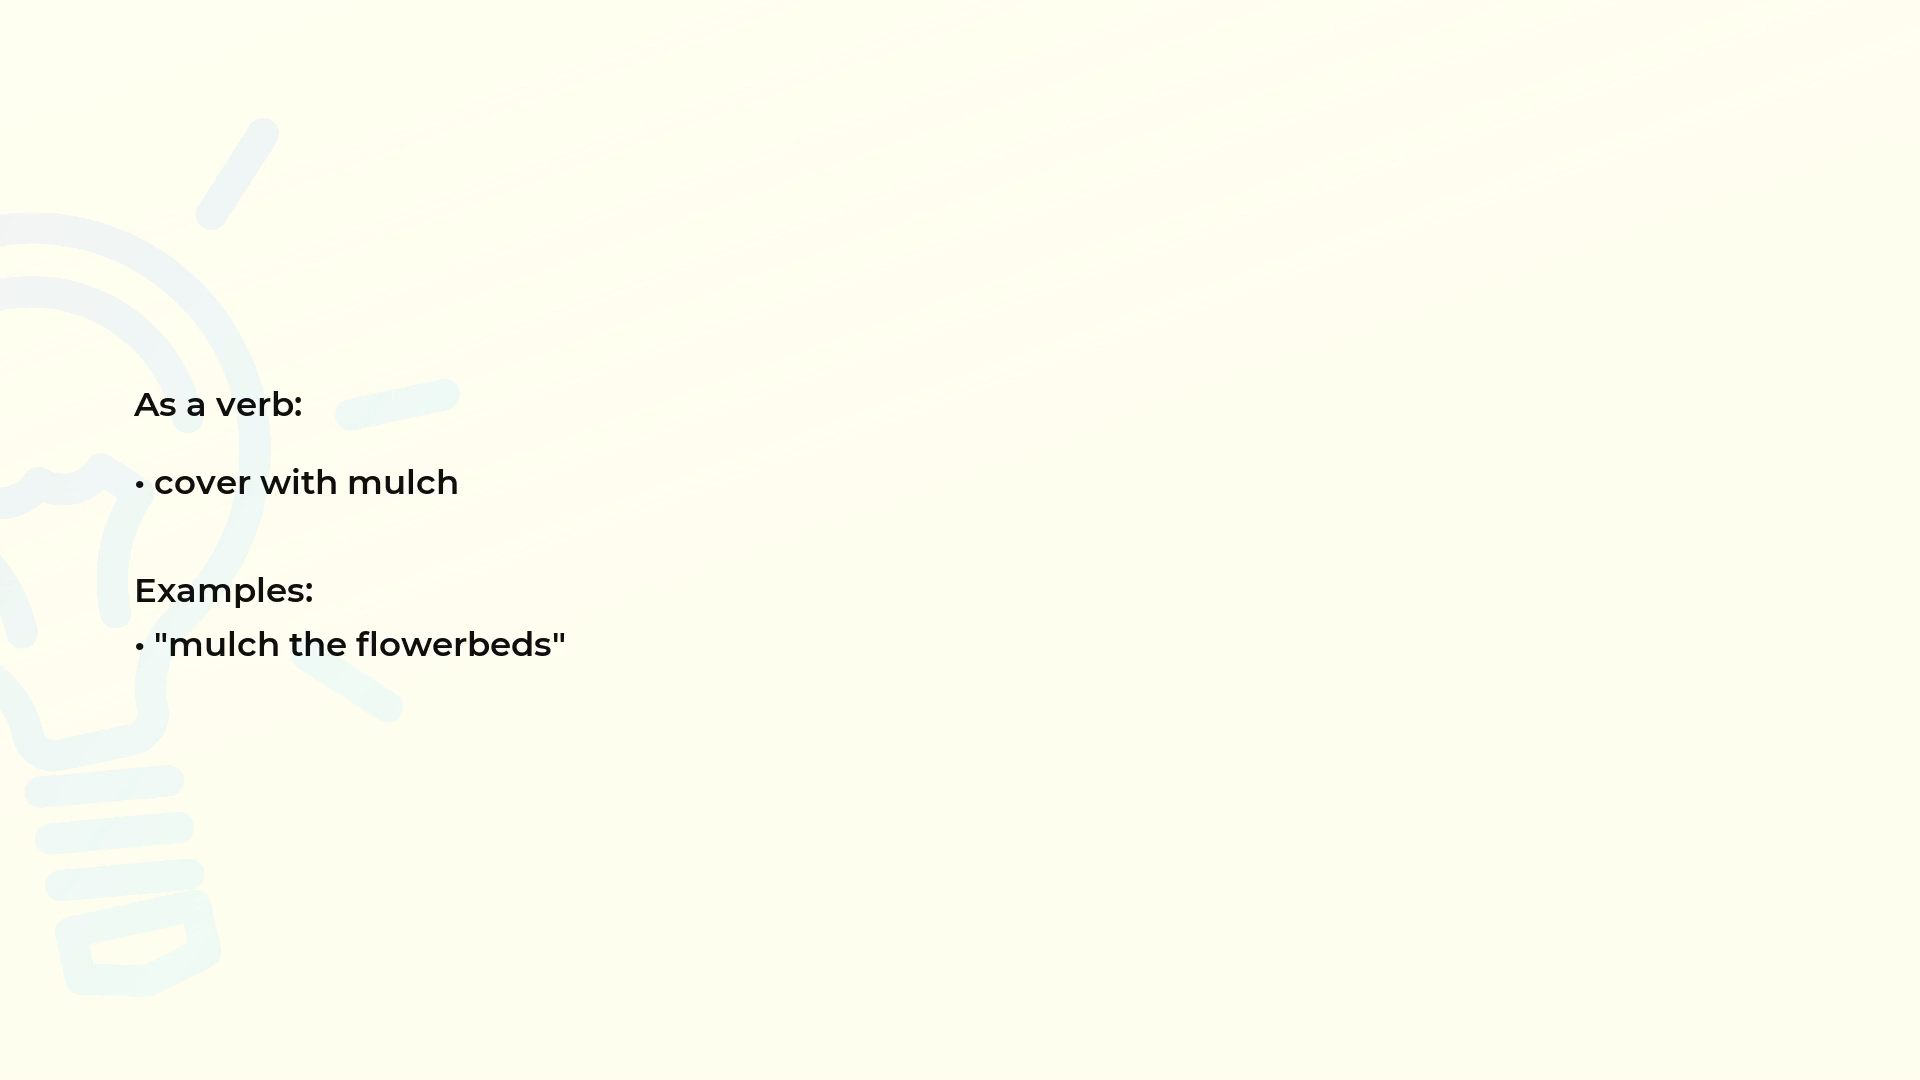 As a verb:
• cover with mulch
Examples:
• "mulch the flowerbeds"